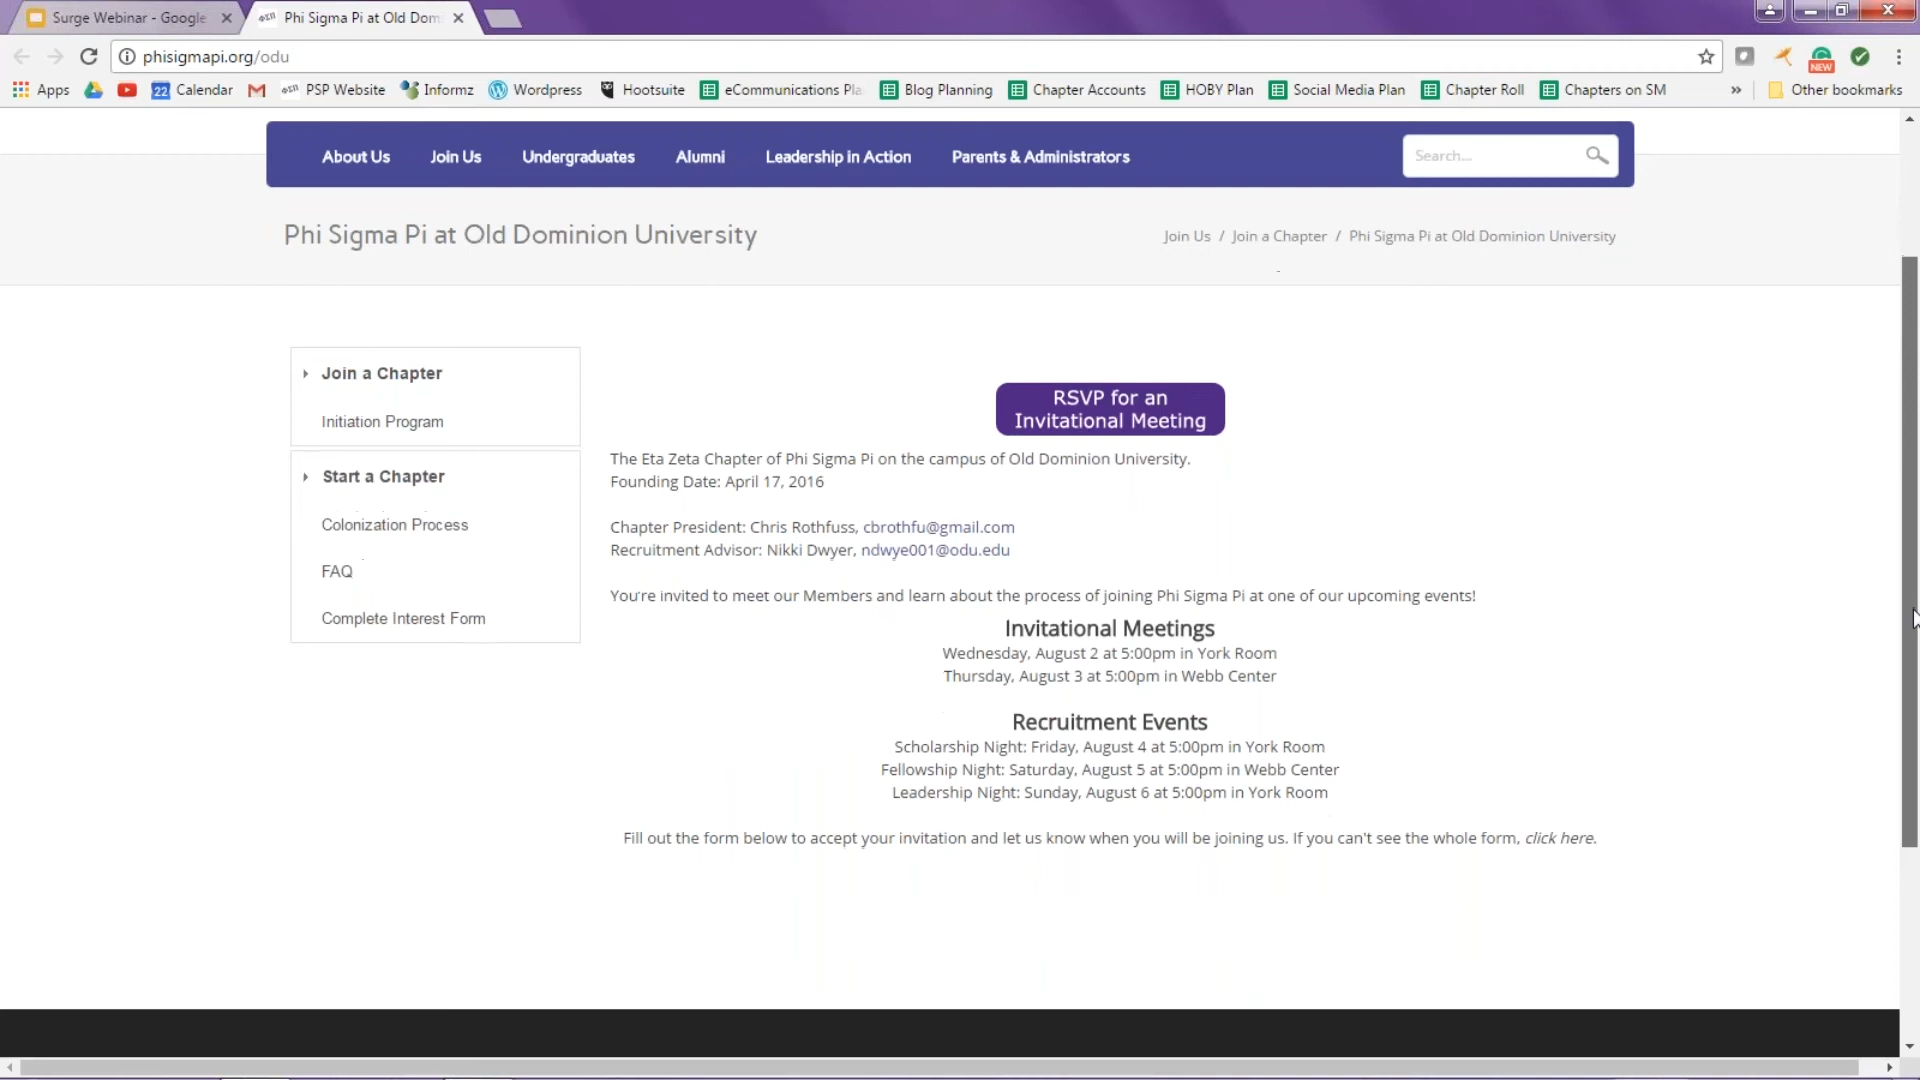 Surge Webinar - Google
Phi Sigma Pi at Old Dom
phisigmapi.org/odu
NEW
Apps
22 Calendar
ΦΣΠ PSP Website
Informz
Wordpress
Hootsuite
eCommunications Pla
Blog Planning
Chapter Accounts
HOBY Plan
Social Media Plan
Chapter Roll
Chapters on SM
»
Other bookmarks
About Us
Join Us
Undergraduates
Alumni
Leadership in Action
Parents & Administrators
Search...
Phi Sigma Pi at Old Dominion University
Join Us / Join a Chapter / Phi Sigma Pi at Old Dominion University
Join a Chapter
Initiation Program
Start a Chapter
Colonization Process
FAQ
Complete Interest Form
RSVP for an
Invitational Meeting
The Eta Zeta Chapter of Phi Sigma Pi on the campus of Old Dominion University.
Founding Date: April 17, 2016
Chapter President: Chris Rothfuss, cbrothfu@gmail.com
Recruitment Advisor: Nikki Dwyer, ndwye001@odu.edu
You're invited to meet our Members and learn about the process of joining Phi Sigma Pi at one of our upcoming events!
Invitational Meetings
Wednesday, August 2 at 5:00pm in York Room
Thursday, August 3 at 5:00pm in Webb Center
Recruitment Events
Scholarship Night: Friday, August 4 at 5:00pm in York Room
Fellowship Night: Saturday, August 5 at 5:00pm in Webb Center
Leadership Night: Sunday, August 6 at 5:00pm in York Room
Fill out the form below to accept your invitation and let us know when you will be joining us. If you can't see the whole form, click here.